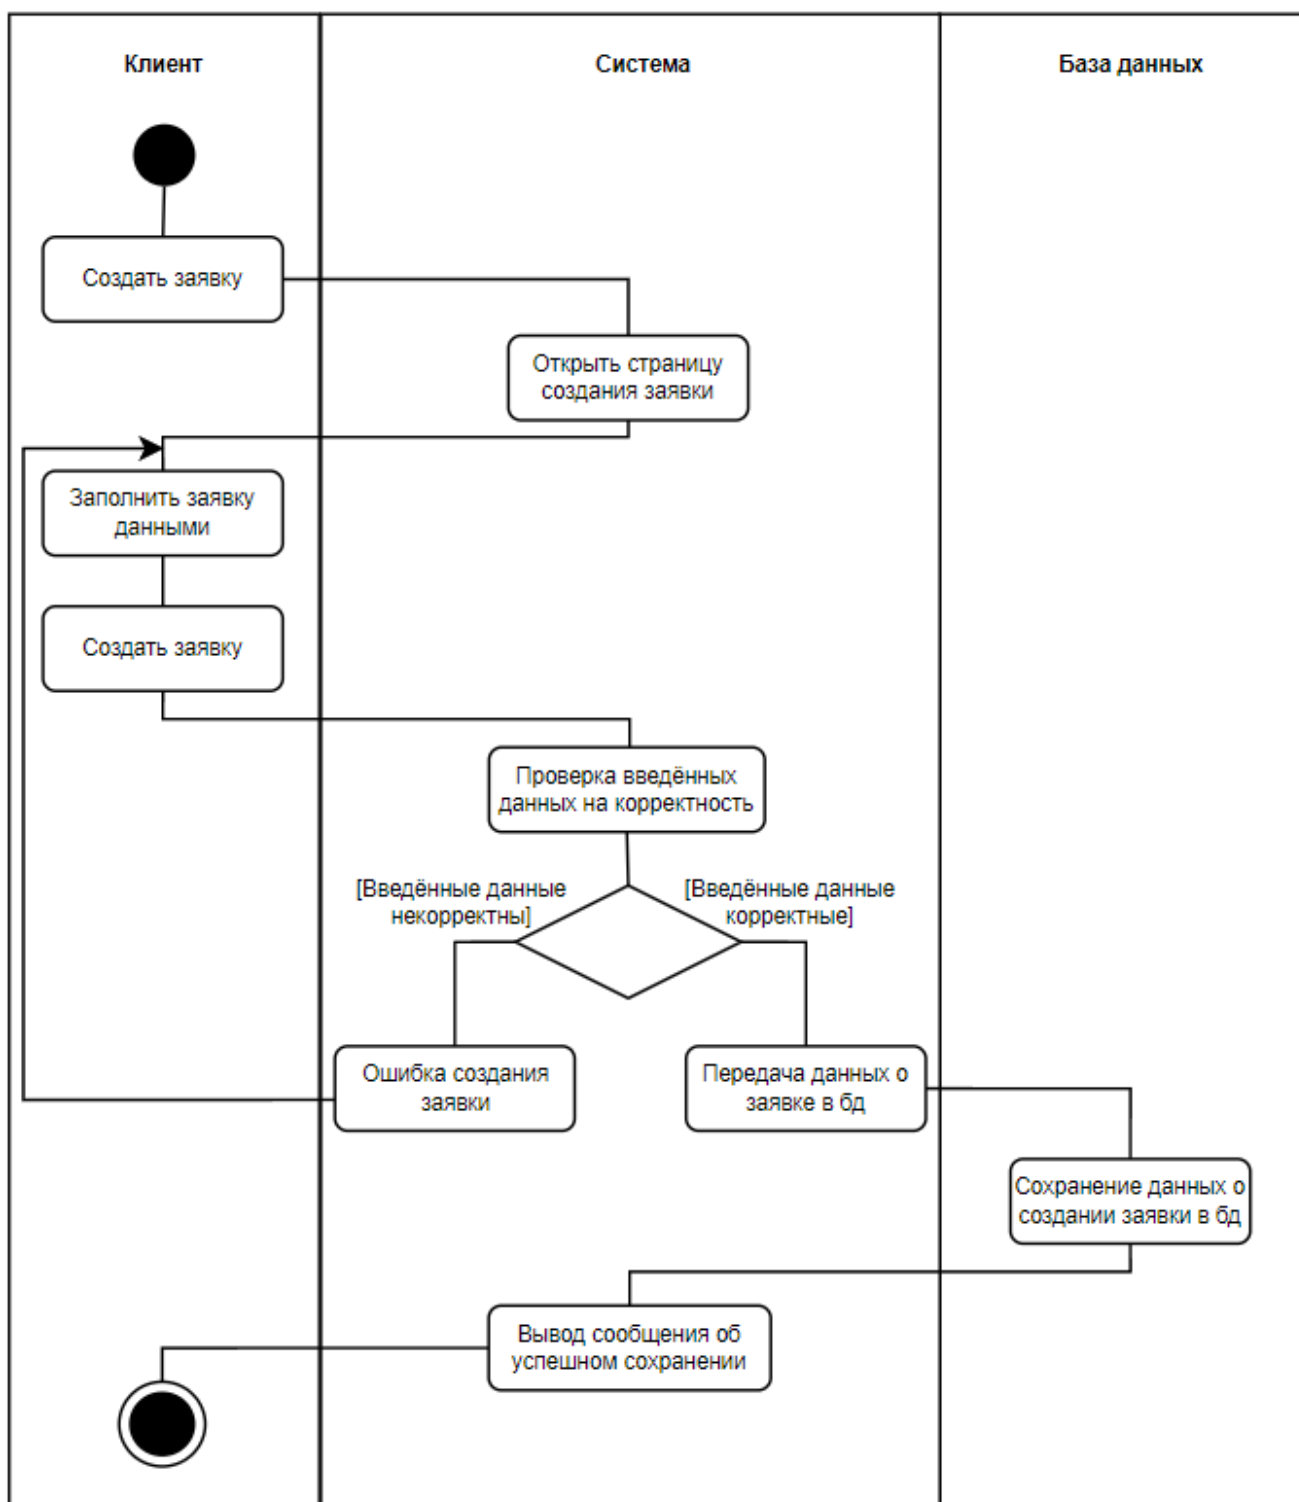 Клиент
Система
База данных
Создать заявку
Открыть страницу
создания заявки
Заполнить заявку
данными
Создать заявку
Проверка введённых
данных на корректность
[Введённые данные
некорректны]
[Введённые данные
корректные]
Ошибка создания
заявки
Передача данных о
заявке в бд
Сохранение данных о
создании заявки в бд
Вывод сообщения об
успешном сохранении